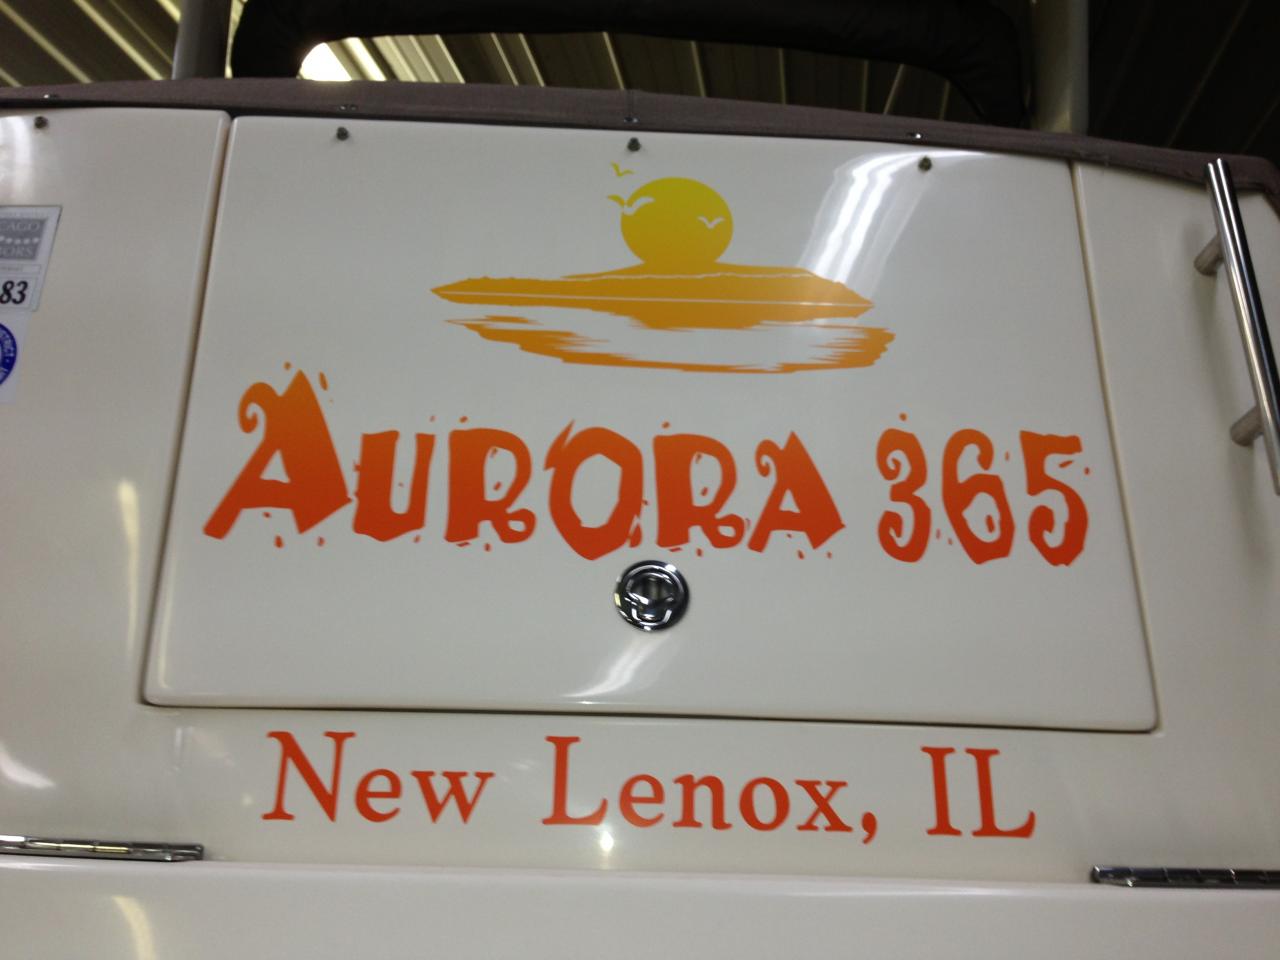 AURORA 365
New Lenox, IL
83